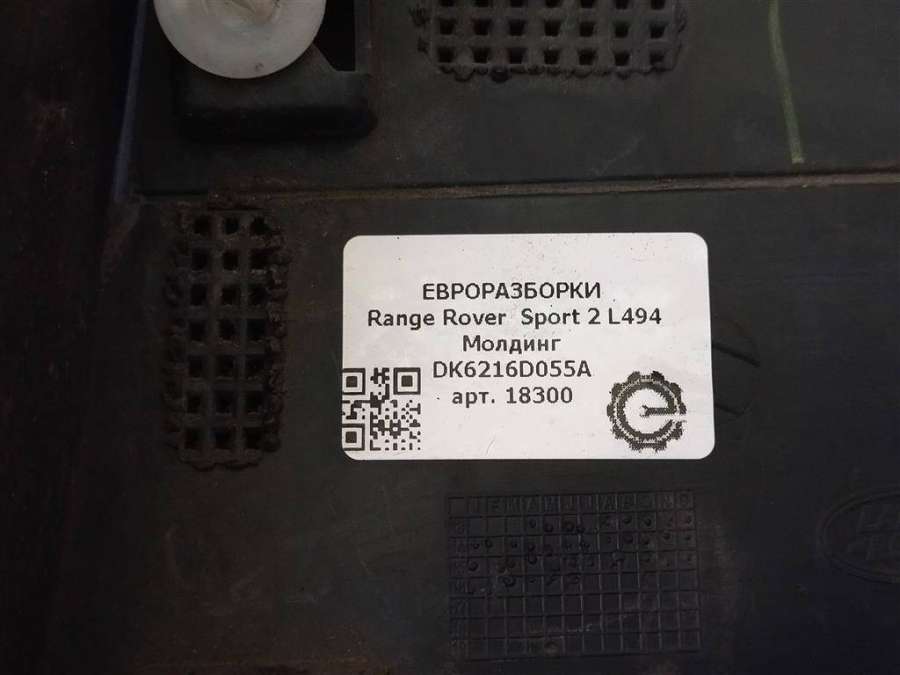 ЕВРОРАЗБОРКИ
Range Rover Sport 2 L494
Молдинг
DK6216D055A
арт. 18300